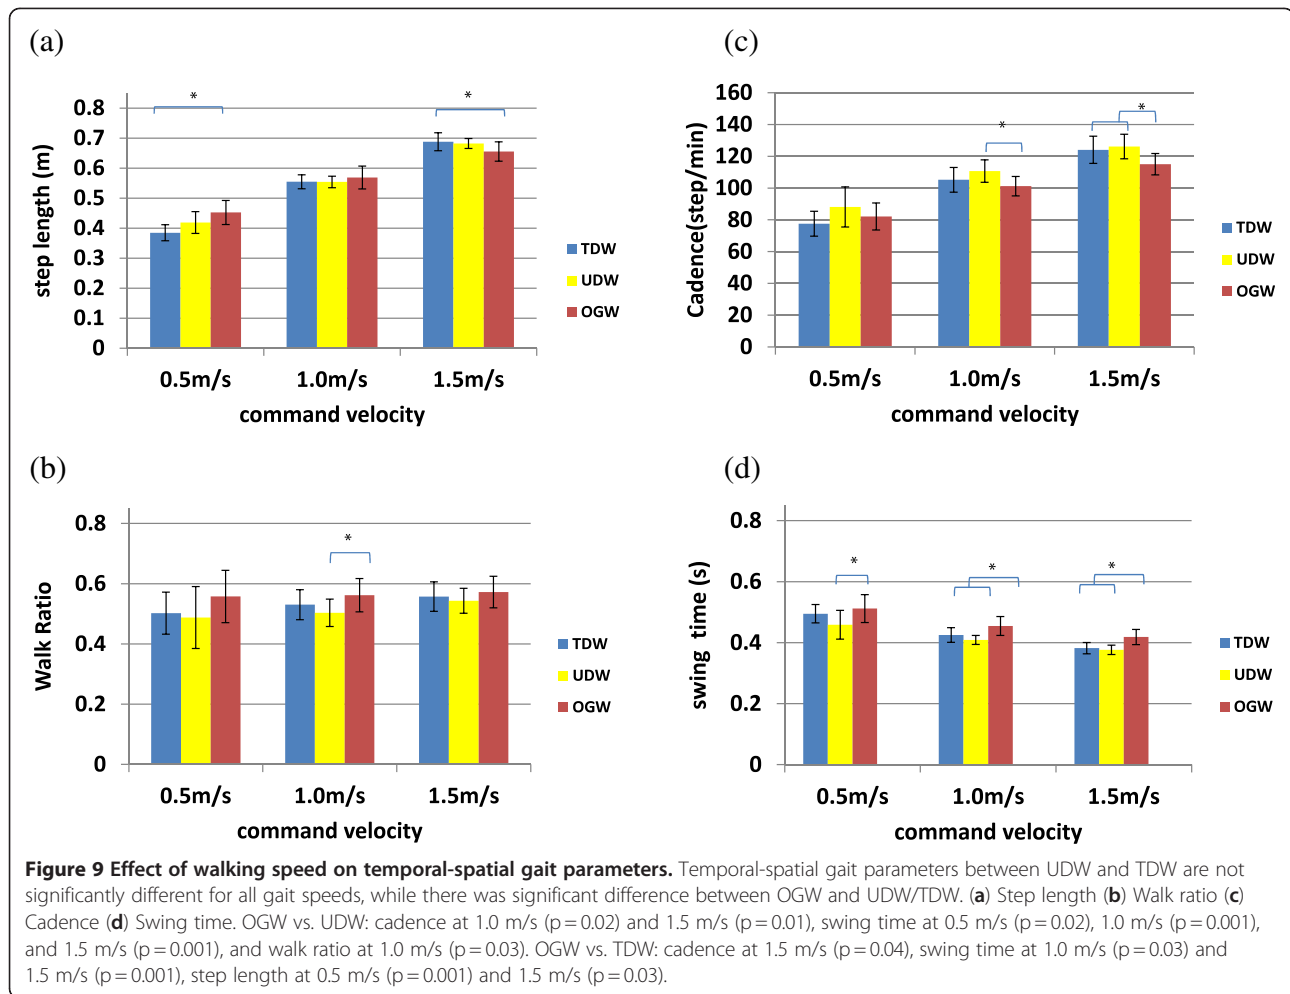 (a)
*
*
0.8
0.7
0.6
0.5
0.4
0.3
0.2
0.1
0
step length (m)
0.5m/s 1.0m/s 1.5m/s
command velocity
TDW
UDW
OGW
(c)
*
*
160
140
120
100
80
60
40
20
0
Cadence(step/min)
0.5m/s 1.0m/s 1.5m/s
command velocity
TDW
UDW
OGW
(b)
*
0.8
0.6
0.4
0.2
0
Walk Ratio
0.5m/s 1.0m/s 1.5m/s
command velocity
TDW
UDW
OGW
(d)
*
*
*
0.8
0.6
0.4
0.2
0
swing time (s)
0.5m/s 1.0m/s 1.5m/s
command velocity
TDW
UDW
OGW
Figure 9 Effect of walking speed on temporal-spatial gait parameters. Temporal-spatial gait parameters between UDW and TDW are not
significantly different for all gait speeds, while there was significant difference between OGW and UDW/TDW. (a) Step length (b) Walk ratio (c)
Cadence (d) Swing time. OGW vs. UDW: cadence at 1.0 m/s (p = 0.02) and 1.5 m/s (p = 0.01), swing time at 0.5 m/s (p = 0.02), 1.0 m/s (p = 0.001),
and 1.5 m/s (p = 0.001), and walk ratio at 1.0 m/s (p = 0.03). OGW vs. TDW: cadence at 1.5 m/s (p = 0.04), swing time at 1.0 m/s (p = 0.03) and
1.5 m/s (p = 0.001), step length at 0.5 m/s (p = 0.001) and 1.5 m/s (p = 0.03).